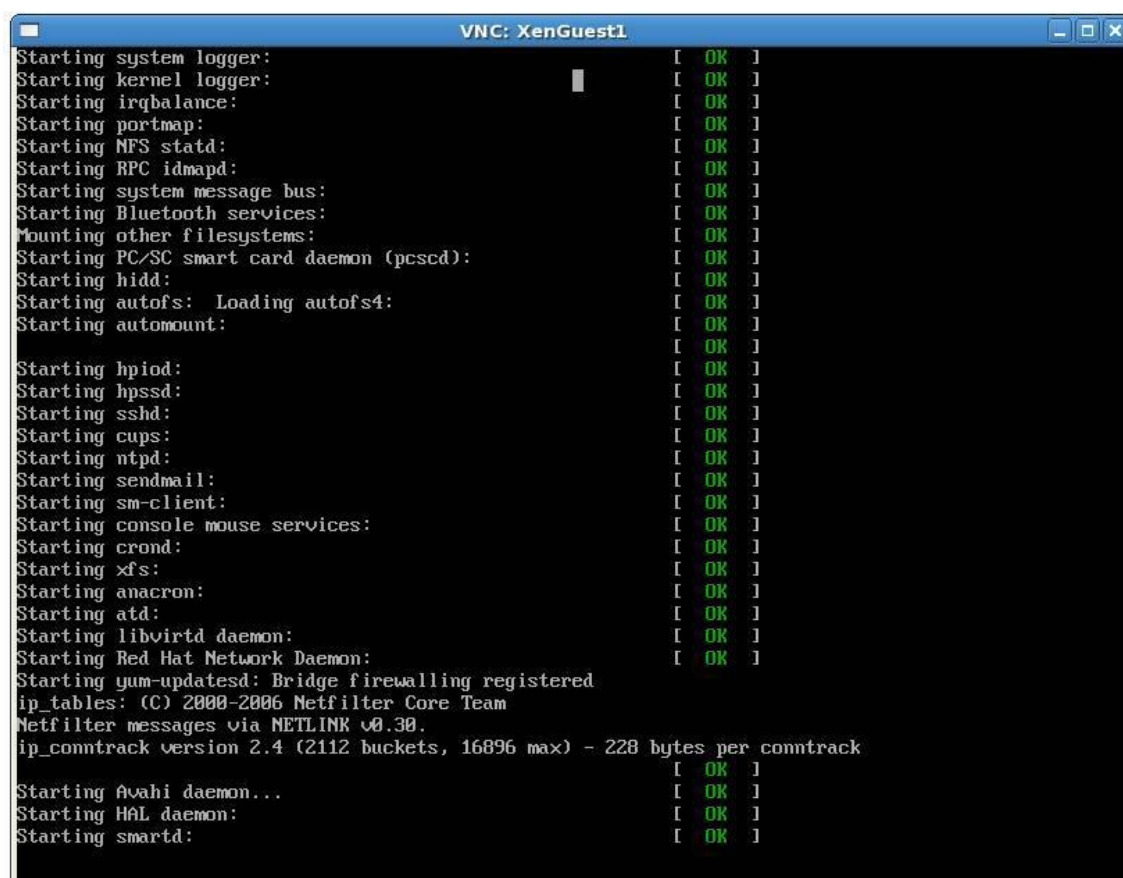 VNC: XenGuest1
Starting system logger: [ OK ]
Starting kernel logger: [ OK ]
Starting irqbalance: [ OK ]
Starting portmap: [ OK ]
Starting NFS statd: [ OK ]
Starting RPC idmapd: [ OK ]
Starting system message bus: [ OK ]
Starting Bluetooth services: [ OK ]
Mounting other filesystems: [ OK ]
Starting PC/SC smart card daemon (pcscd): [ OK ]
Starting hidd: [ OK ]
Starting autofs: Loading autofs4: [ OK ]
Starting automount: [ OK ]
[ OK ]
Starting hpiod: [ OK ]
Starting hpssd: [ OK ]
Starting sshd: [ OK ]
Starting cups: [ OK ]
Starting ntpd: [ OK ]
Starting sendmail: [ OK ]
Starting sm-client: [ OK ]
Starting console mouse services: [ OK ]
Starting crond: [ OK ]
Starting xfs: [ OK ]
Starting anacron: [ OK ]
Starting atd: [ OK ]
Starting libvirtd daemon: [ OK ]
Starting Red Hat Network Daemon: [ OK ]
Starting yum-updatesd: Bridge firewalling registered
ip_tables: (C) 2000-2006 Netfilter Core Team
Netfilter messages via NETLINK v0.30.
ip_conntrack version 2.4 (2112 buckets, 16896 max) - 228 bytes per conntrack
[ OK ]
Starting Avahi daemon... [ OK ]
Starting HAL daemon: [ OK ]
Starting smartd: [ OK ]